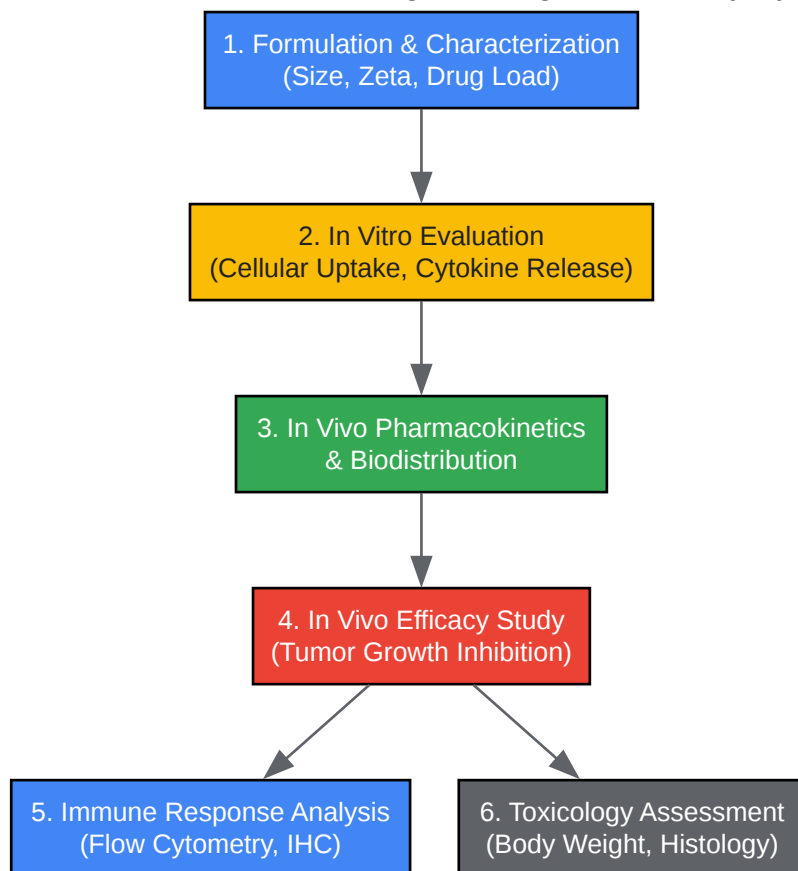 1. Formulation & Characterization
(Size, Zeta, Drug Load)
2. In Vitro Evaluation
(Cellular Uptake, Cytokine Release)
3. In Vivo Pharmacokinetics
& Biodistribution
4. In Vivo Efficacy Study
(Tumor Growth Inhibition)
5. Immune Response Analysis
(Flow Cytometry, IHC)
6. Toxicology Assessment
(Body Weight, Histology)